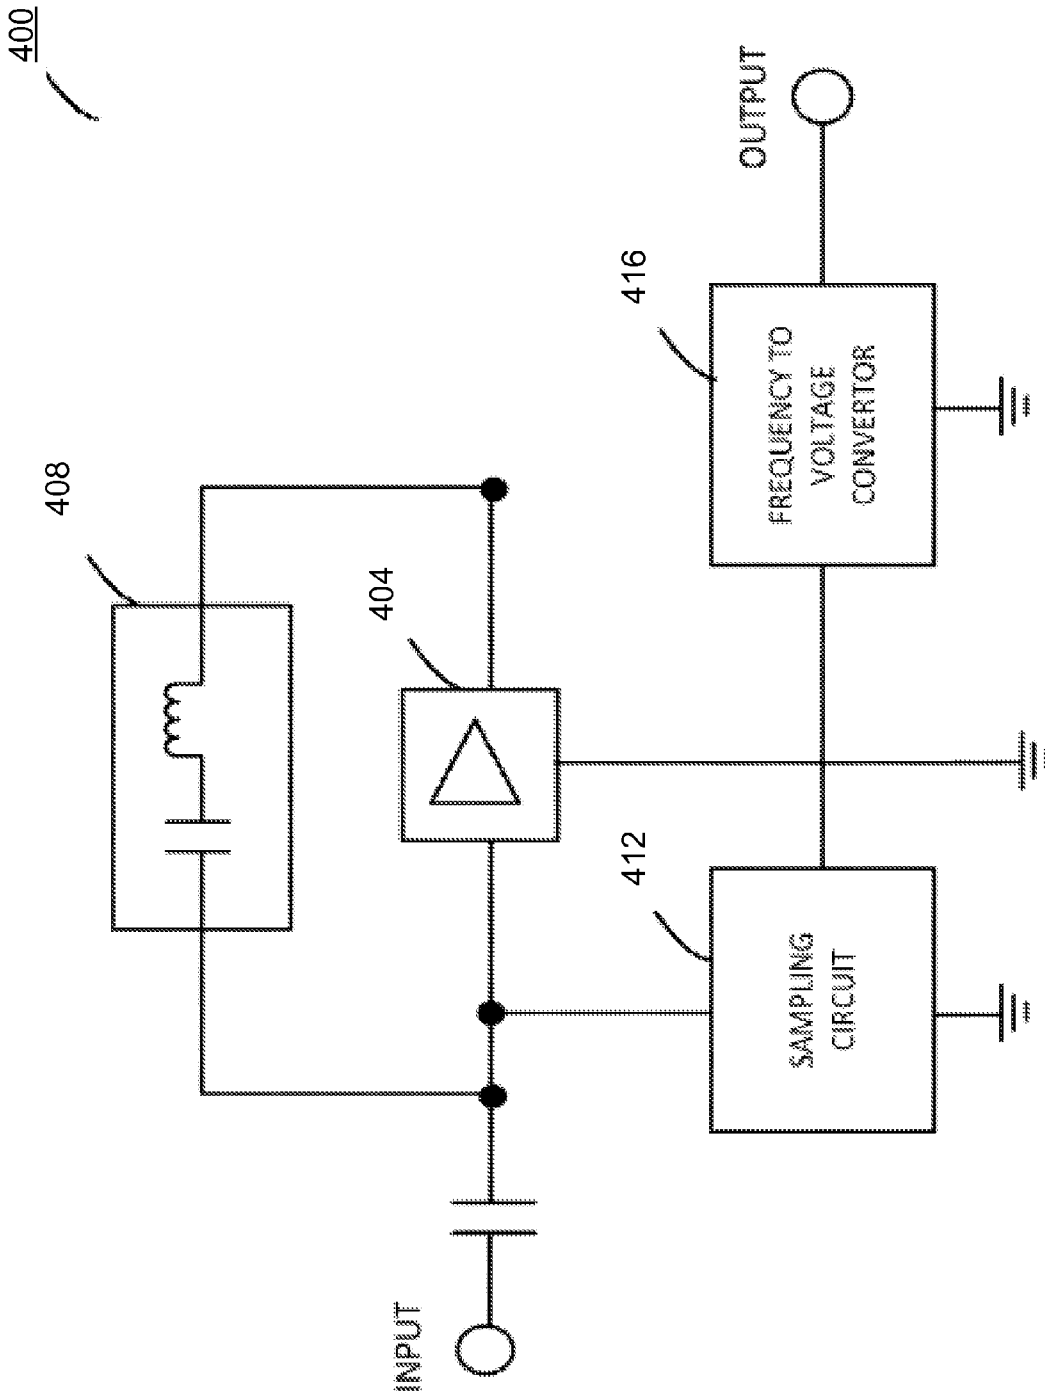 400
408
404
INPUT
412
SAMPLING
CIRCUIT
416
FREQUENCY TO
VOLTAGE
CONVERTOR
OUTPUT